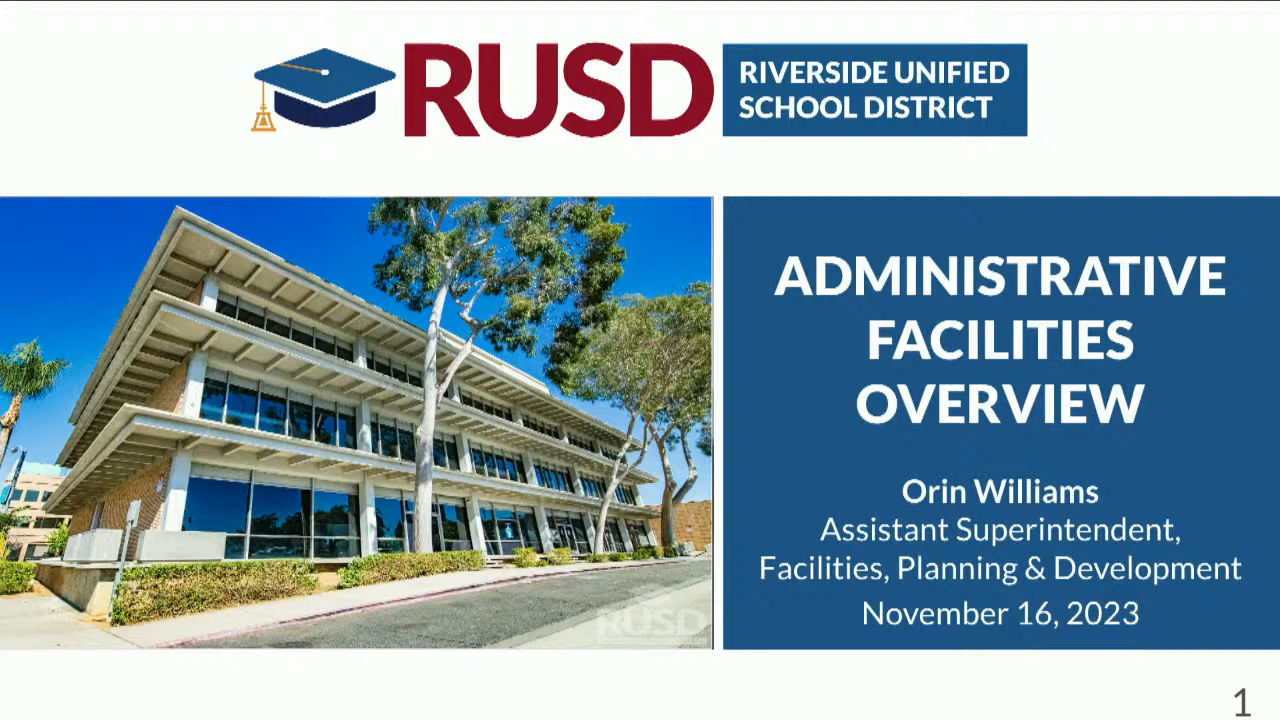 RUSD
RIVERSIDE UNIFIED
SCHOOL DISTRICT
ADMINISTRATIVE
FACILITIES
OVERVIEW
Orin Williams
Assistant Superintendent,
Facilities, Planning & Development
November 16, 2023
RUSD
1